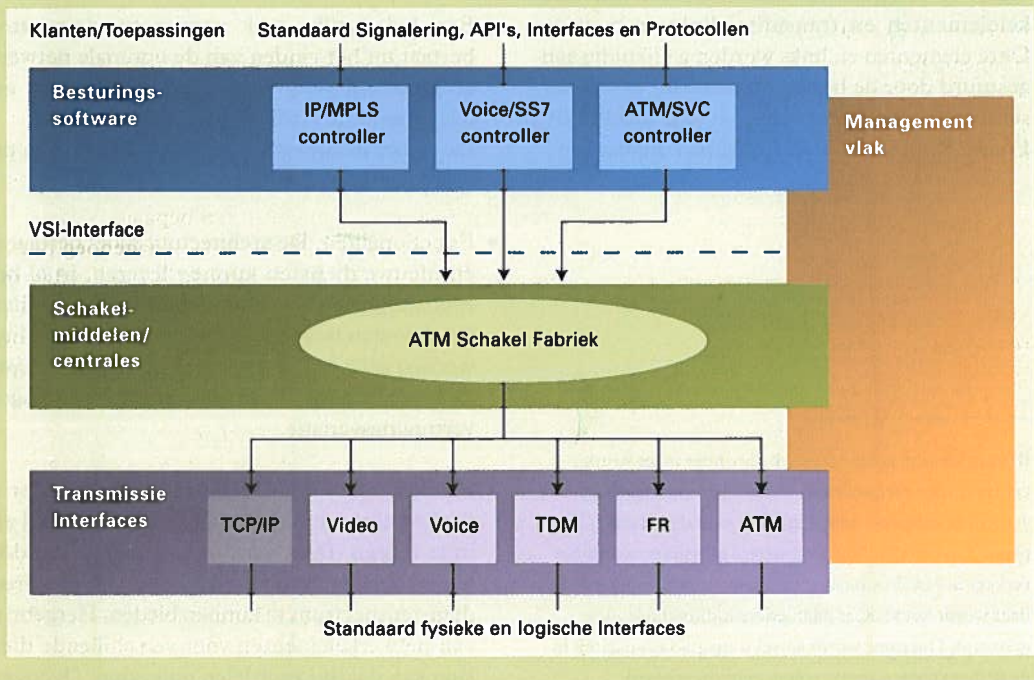 Klanten/Toepassingen
Standaard Signalering, API's, Interfaces en Protocollen
Besturings-
software
IP/MPLS
controller
Voice/SS7
controller
ATM/SVC
controller
Management
vlak
VSI-Interface
Schakel-
middelen/
centrales
ATM Schakel Fabriek
Transmissie
Interfaces
TCP/IP
Video
Voice
TDM
FR
ATM
Standaard fysieke en logische Interfaces